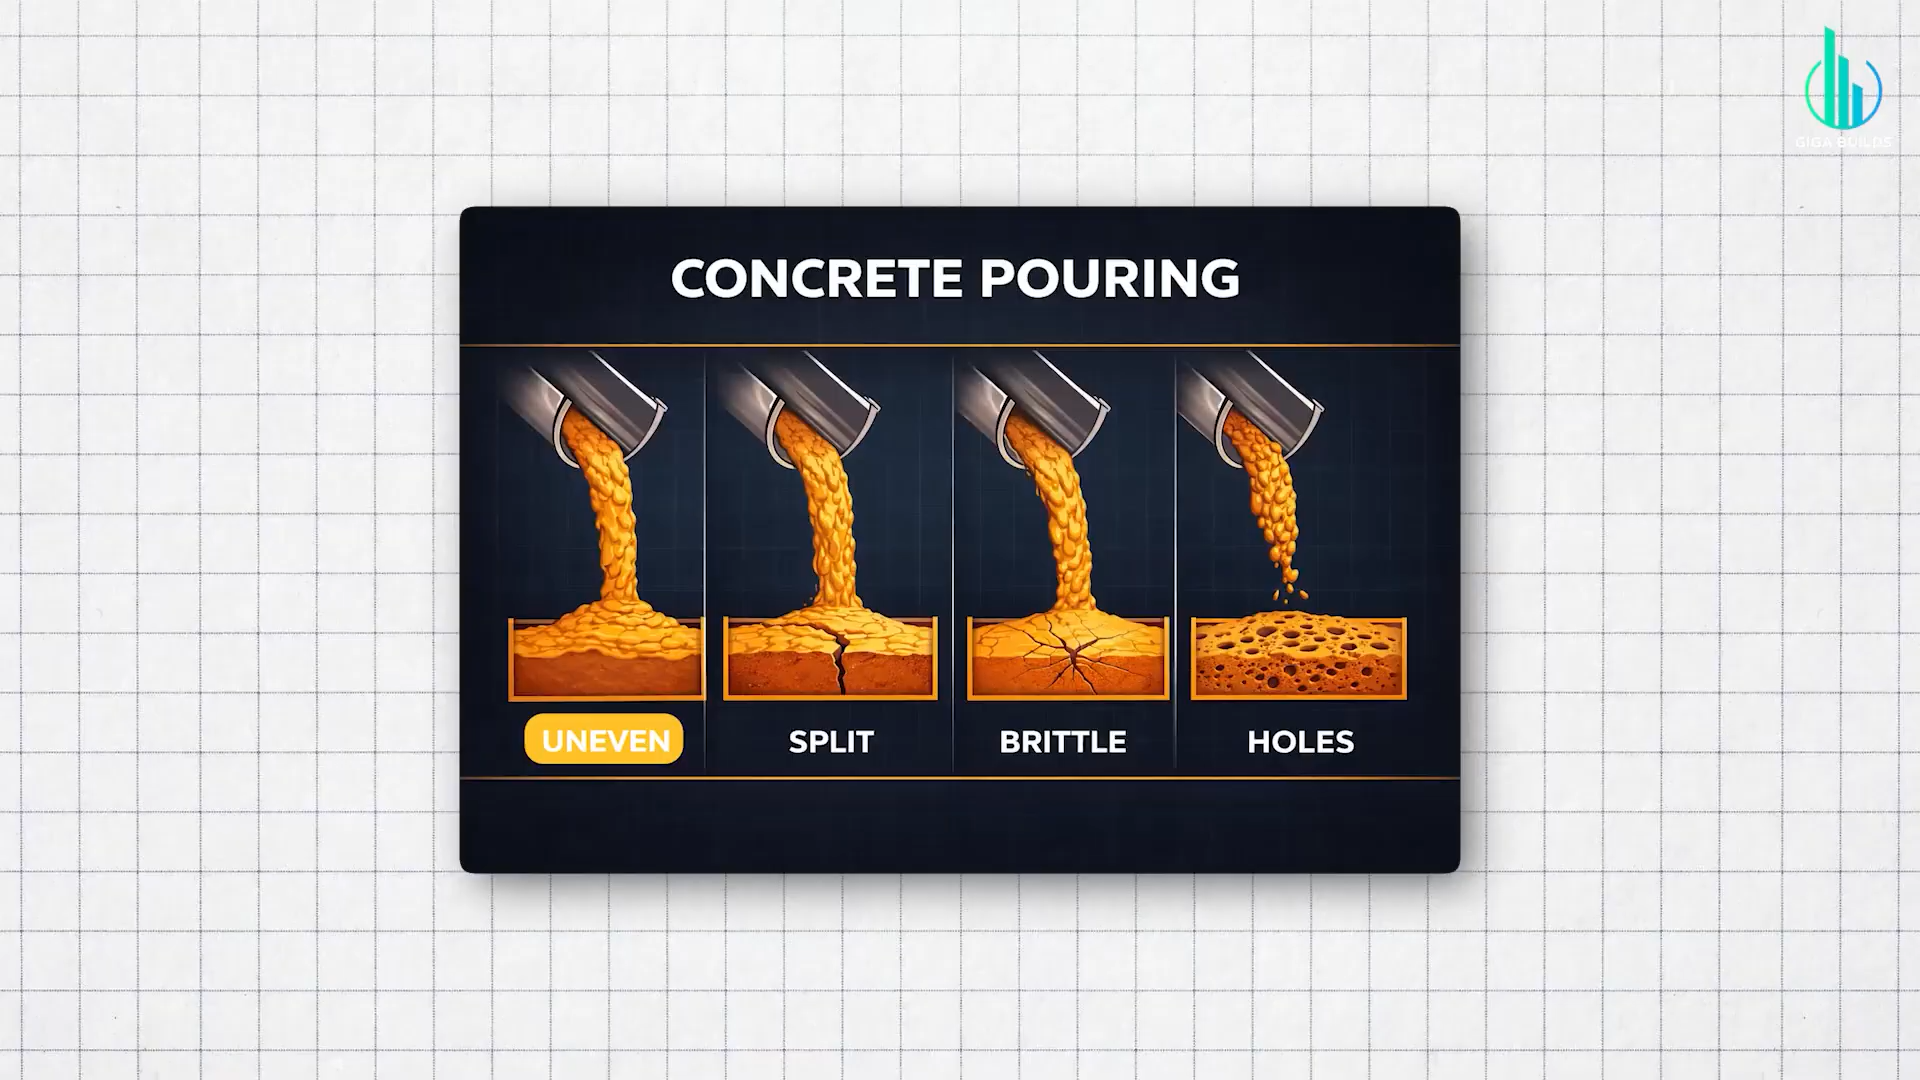 GIGA BUILDS
CONCRETE POURING
UNEVEN
SPLIT
BRITTLE
HOLES